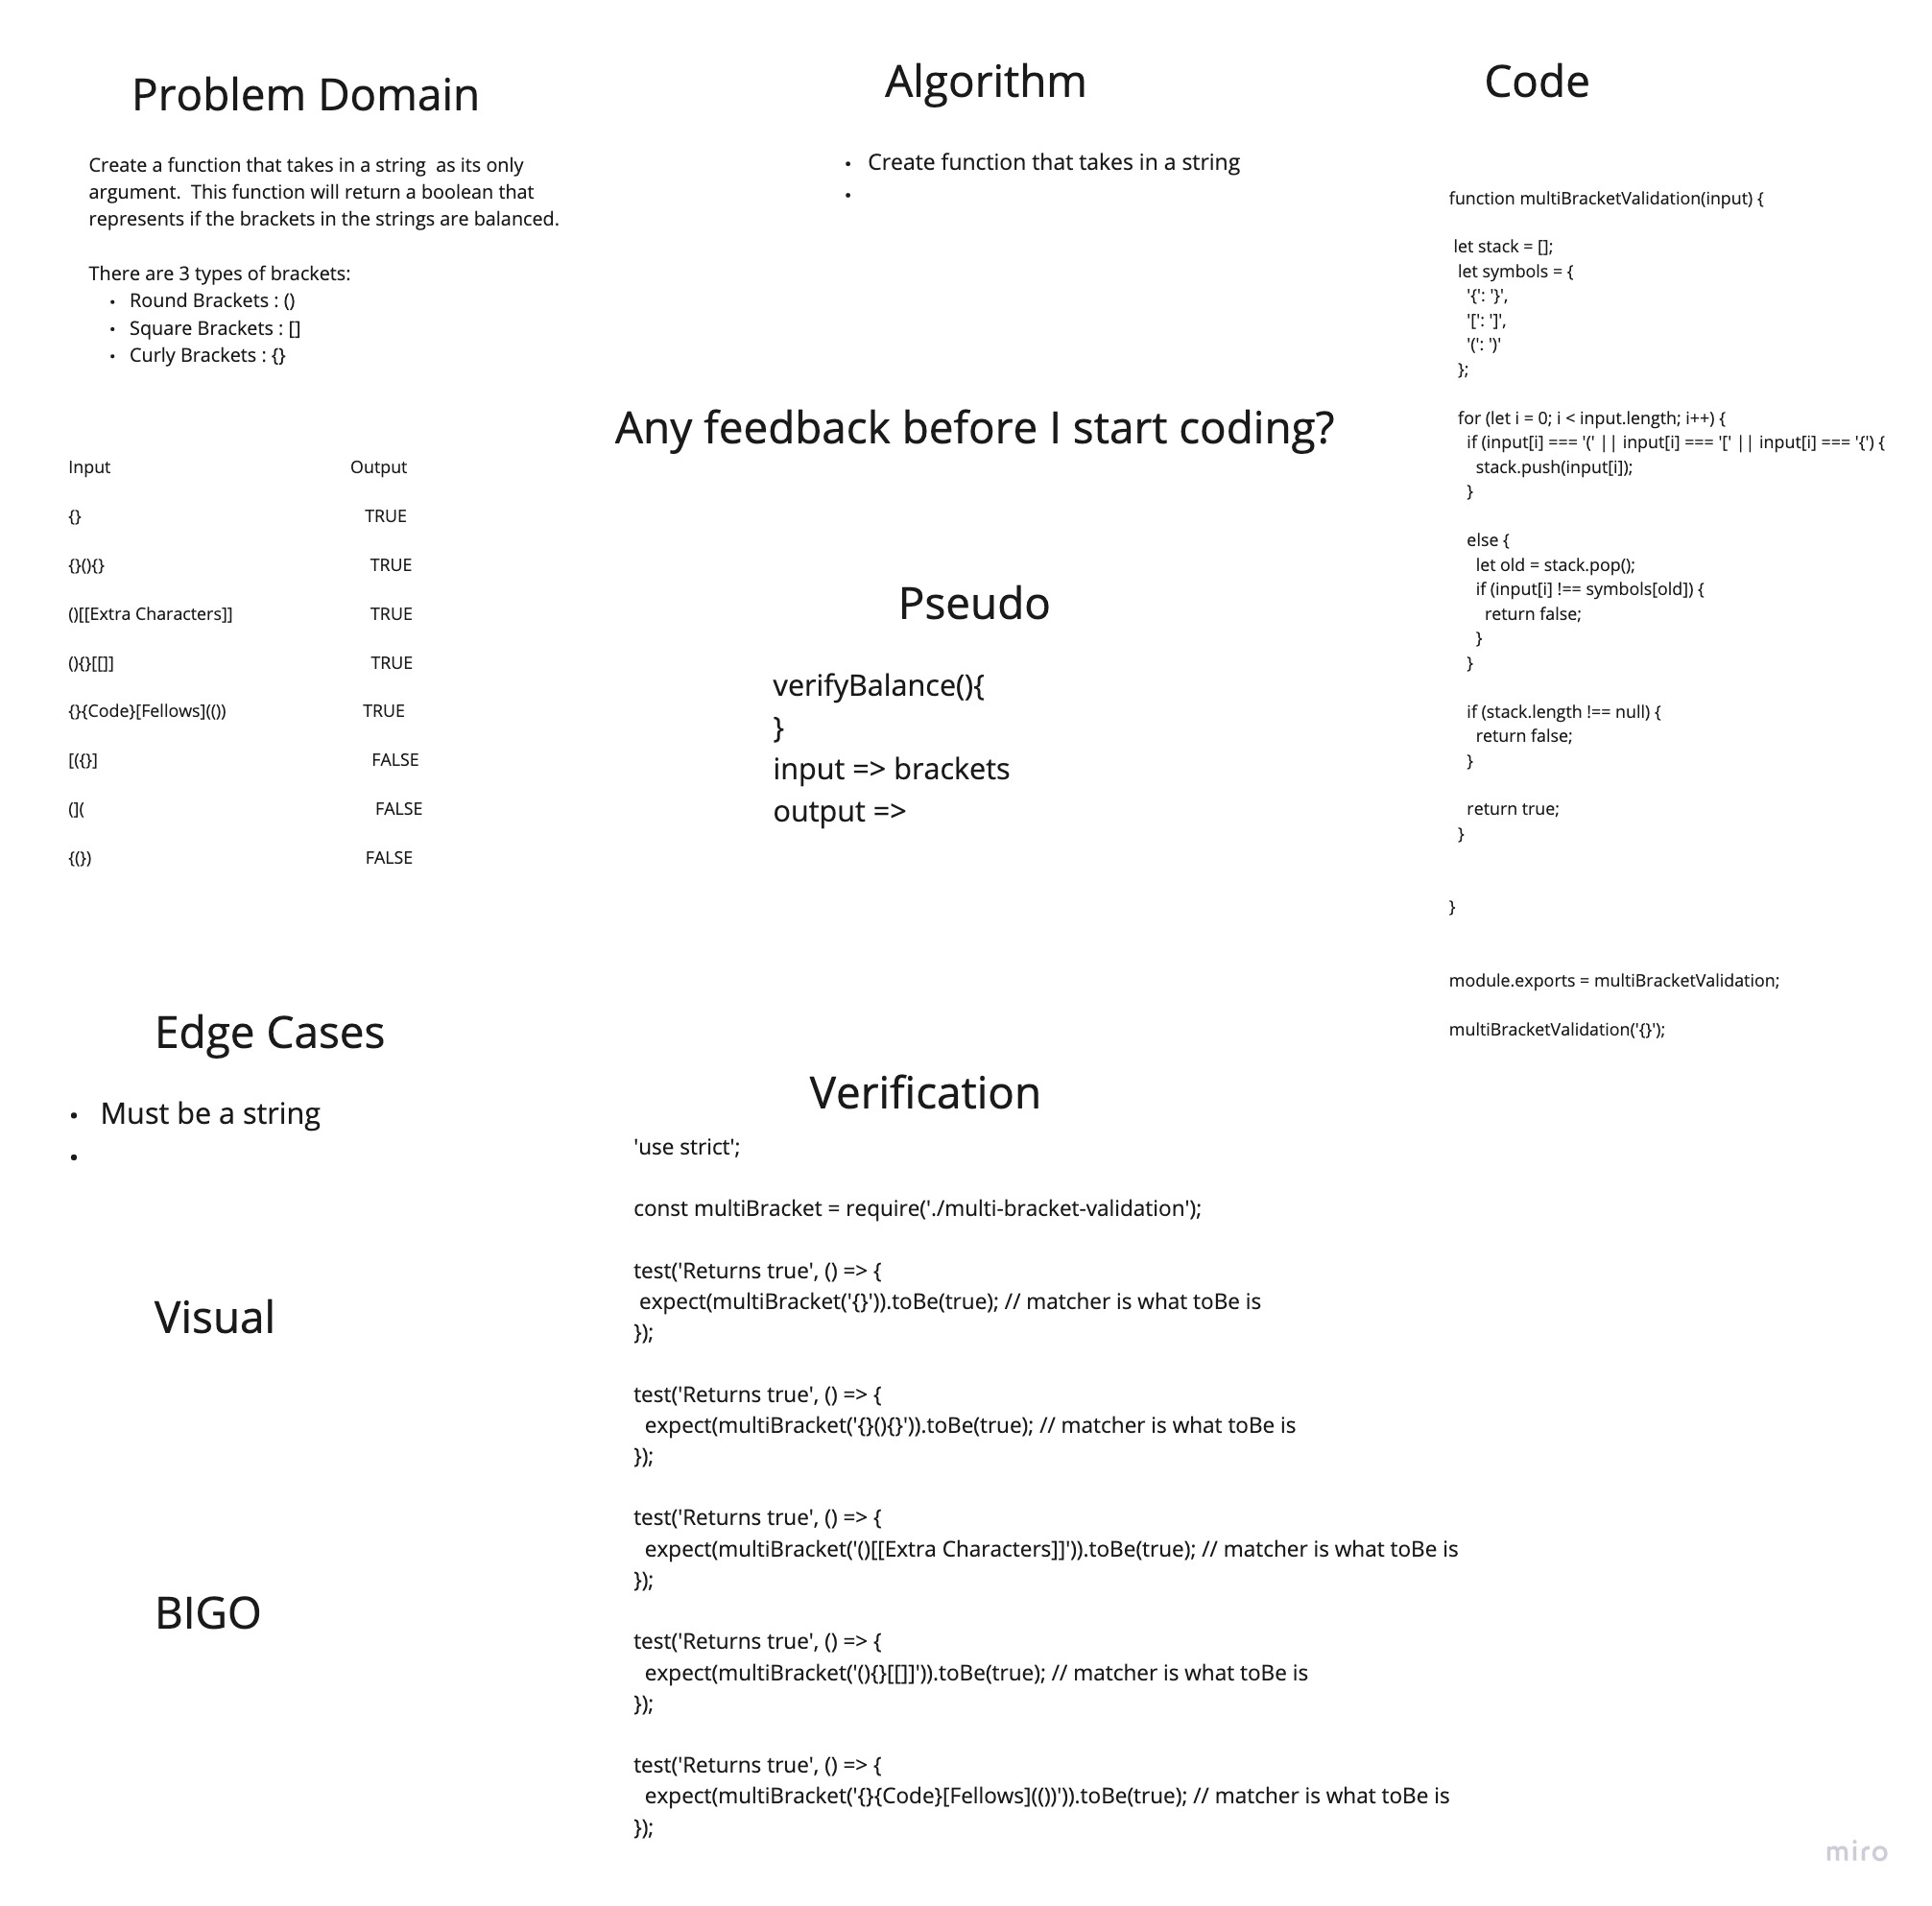 Problem Domain
Create a function that takes in a string  as its only
argument.  This function will return a boolean that
represents if the brackets in the strings are balanced.
There are 3 types of brackets:
• Round Brackets : ()
• Square Brackets : []
• Curly Brackets : {}
Input Output
{} TRUE
{}(){} TRUE
()[[Extra Characters]] TRUE
(){}[[]] TRUE
{}{Code}[Fellows](()) TRUE
[({}] FALSE
(]( FALSE
{(}) FALSE
Edge Cases
• Must be a string
•
Visual
BIGO
Algorithm
• Create function that takes in a string
•
Any feedback before I start coding?
Pseudo
verifyBalance(){
}
input => brackets
output =>
Verification
'use strict';
const multiBracket = require('./multi-bracket-validation');
test('Returns true', () => {
 expect(multiBracket('{}')).toBe(true); // matcher is what toBe is
});
test('Returns true', () => {
  expect(multiBracket('{}(){}')).toBe(true); // matcher is what toBe is
});
test('Returns true', () => {
  expect(multiBracket('()[[Extra Characters]]')).toBe(true); // matcher is what toBe is
});
test('Returns true', () => {
  expect(multiBracket('(){}[[]]')).toBe(true); // matcher is what toBe is
});
test('Returns true', () => {
  expect(multiBracket('{}{Code}[Fellows](())')).toBe(true); // matcher is what toBe is
});
Code
function multiBracketValidation(input) {
 let stack = [];
  let symbols = {
    '{': '}',
    '[': ']',
    '(': ')'
  };
  for (let i = 0; i < input.length; i++) {
    if (input[i] === '(' || input[i] === '[' || input[i] === '{') {
      stack.push(input[i]);
    }
    else {
      let old = stack.pop();
      if (input[i] !== symbols[old]) {
        return false;
      }
    }
    if (stack.length !== null) {
      return false;
    }
    return true;
  }
}
module.exports = multiBracketValidation;
multiBracketValidation('{}');
miro